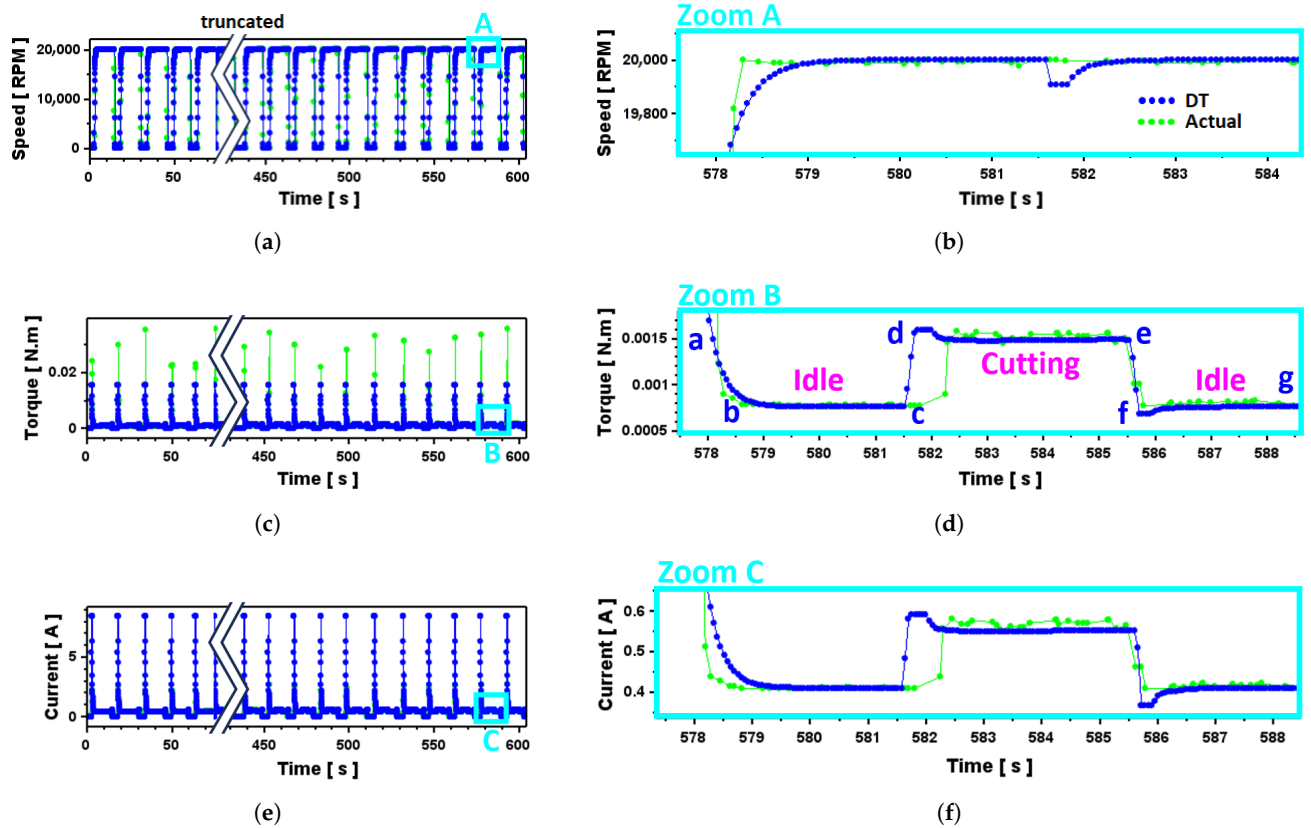 truncated
A
Speed [ RPM ]
20,000
10,000
0
0 50 450 500 550 600
Time [ s ]
(a)
Zoom A
Speed [ RPM ]
20,000
19,800
DT
Actual
578 579 580 581 582 583 584
Time [ s ]
(b)
Torque [ N.m ]
0.02
0
B
0 50 450 500 550 600
Time [ s ]
(c)
Zoom B
Torque [ N.m ]
0.0015
0.001
0.0005
a b Idle c d Cutting e f Idle g
578 579 580 581 582 583 584 585 586 587 588
Time [ s ]
(d)
Current [ A ]
5
0
C
0 50 450 500 550 600
Time [ s ]
(e)
Zoom C
Current [ A ]
0.6
0.5
0.4
578 579 580 581 582 583 584 585 586 587 588
Time [ s ]
(f)